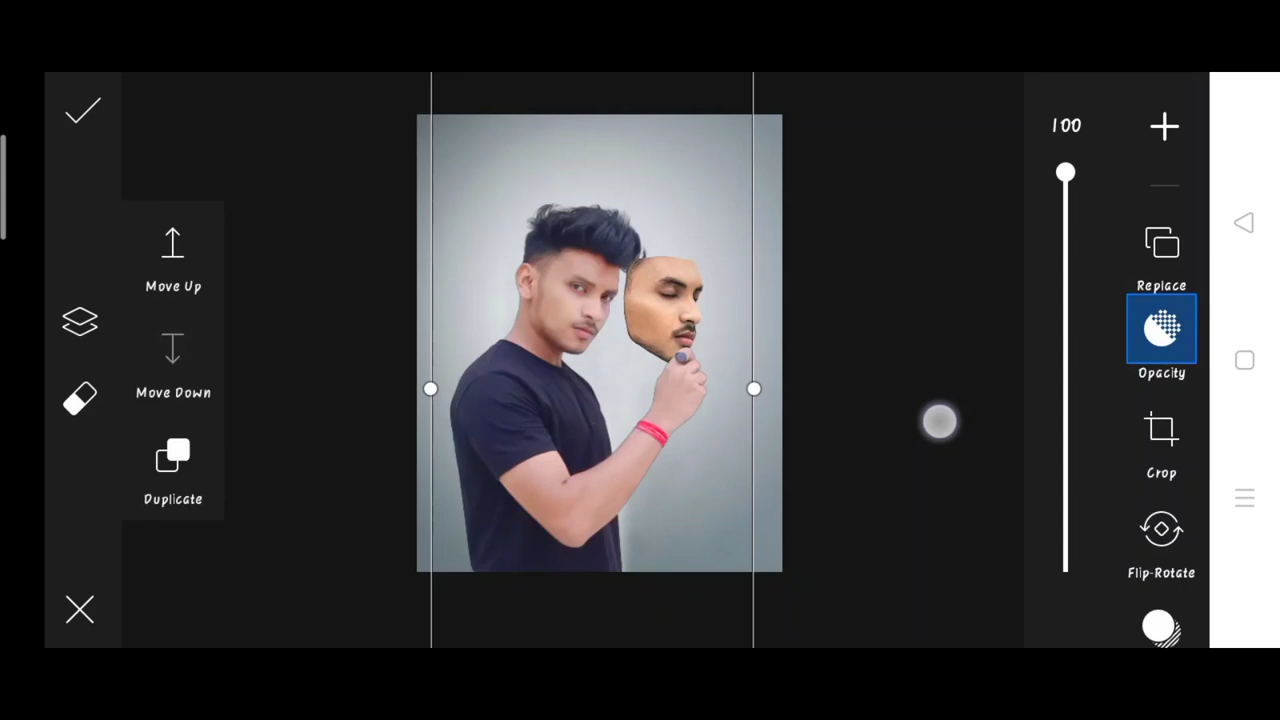 Move Up
Move Down
Duplicate
100
Replace
Opacity
Crop
Flip-Rotate